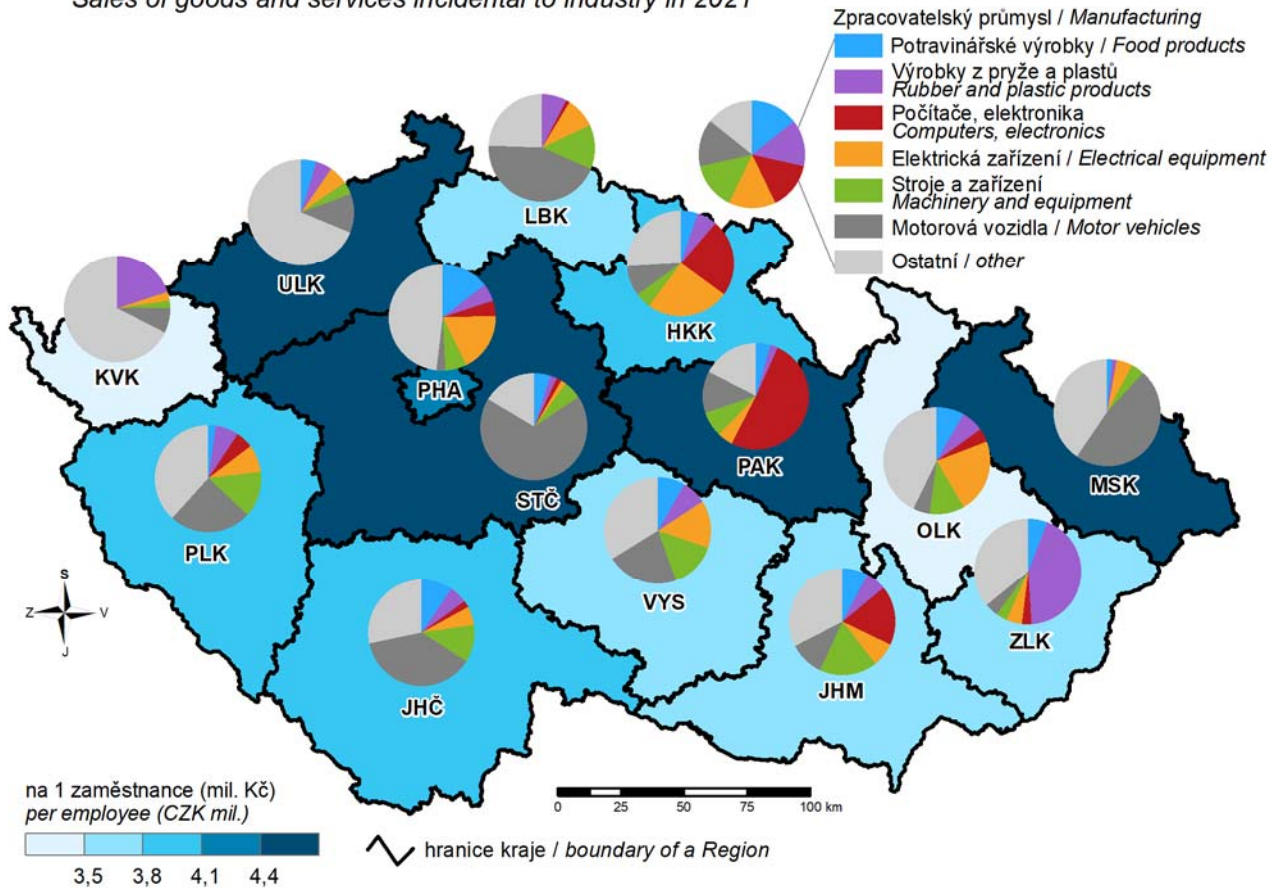 Sales of goods and services incidental to industry in 2021
Zpracovatelský průmysl / Manufacturing
Potravinářské výrobky / Food products
Výrobky z pryže a plastů
Rubber and plastic products
Počítače, elektronika
Computers, electronics
Elektrická zařízení / Electrical equipment
Stroje a zařízení
Machinery and equipment
Motorová vozidla / Motor vehicles
Ostatní / other
LBK
ULK
HKK
KVK
PHA
PAK
MSK
STČ
OLK
PLK
VYS
ZLK
JHČ
JHM
S
Z V
J
na 1 zaměstnance (mil. Kč)
per employee (CZK mil.)
3,5 3,8 4,1 4,4
hranice kraje / boundary of a Region
0 25 50 75 100 km